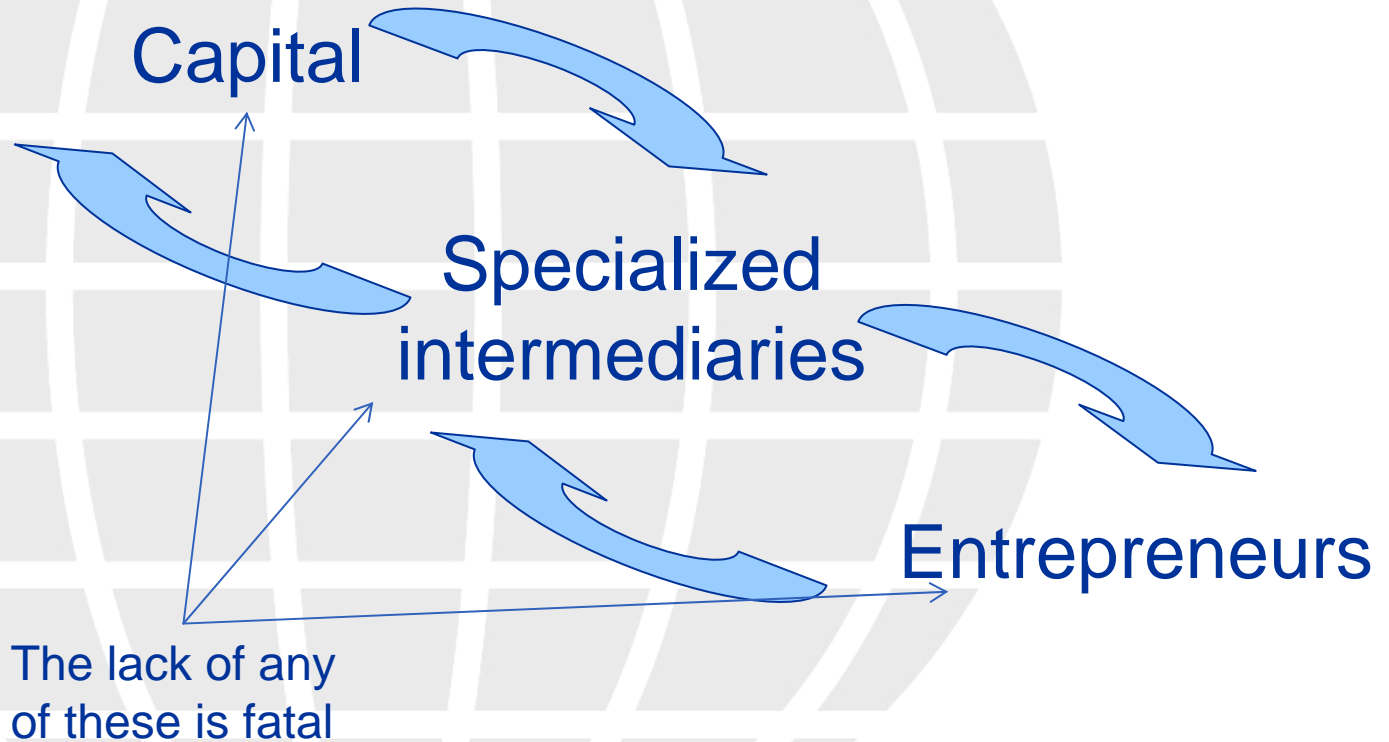 Capital
Specialized
intermediaries
Entrepreneurs
The lack of any
of these is fatal